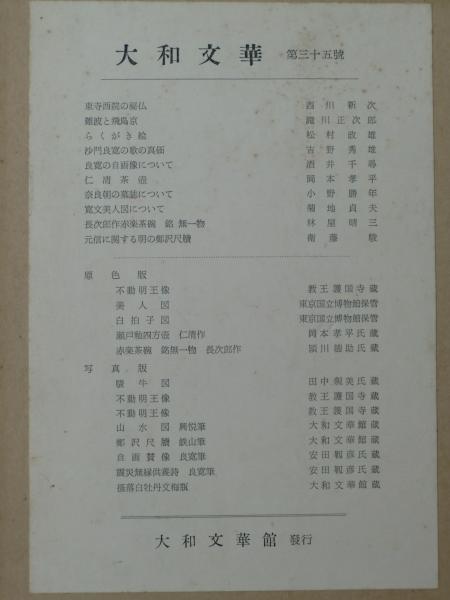 大和文華 第三十五號
東寺西院の秘仏 西川新次
難波と飛鳥京 瀧川正次郎
らくがき絵 松村政雄
沙門良寛の歌の真価 吉野秀雄
良寛の自画像について 酒井千尋
仁清茶壺 岡本孝平
奈良朝の墓誌について 小野勝年
寛文美人図について 菊地貞夫
長次郎作赤楽茶碗 銘 無一物 林屋晴三
元信に関する明の鄭沢尺牘 衛藤駿
原色版
不動明王像 教王護国寺蔵
美人図 東京国立博物館保管
白拍子図 東京国立博物館保管
瀬戸釉四方壺 仁清作 岡本孝平氏蔵
赤楽茶碗 銘無一物 長次郎作 頴川徳助氏蔵
写真版
駿牛図 田中親美氏蔵
不動明王像 教王護国寺蔵
不動明王像 教王護国寺蔵
山水図 興悦筆 大和文華館蔵
鄭沢尺牘 鉄山筆 大和文華館蔵
自画賛像 良寛筆 安田靱彦氏蔵
震災無縁供養詩 良寛筆 安田靱彦氏蔵
掻落白牡丹文梅瓶 大和文華館蔵
大和文華館 發行